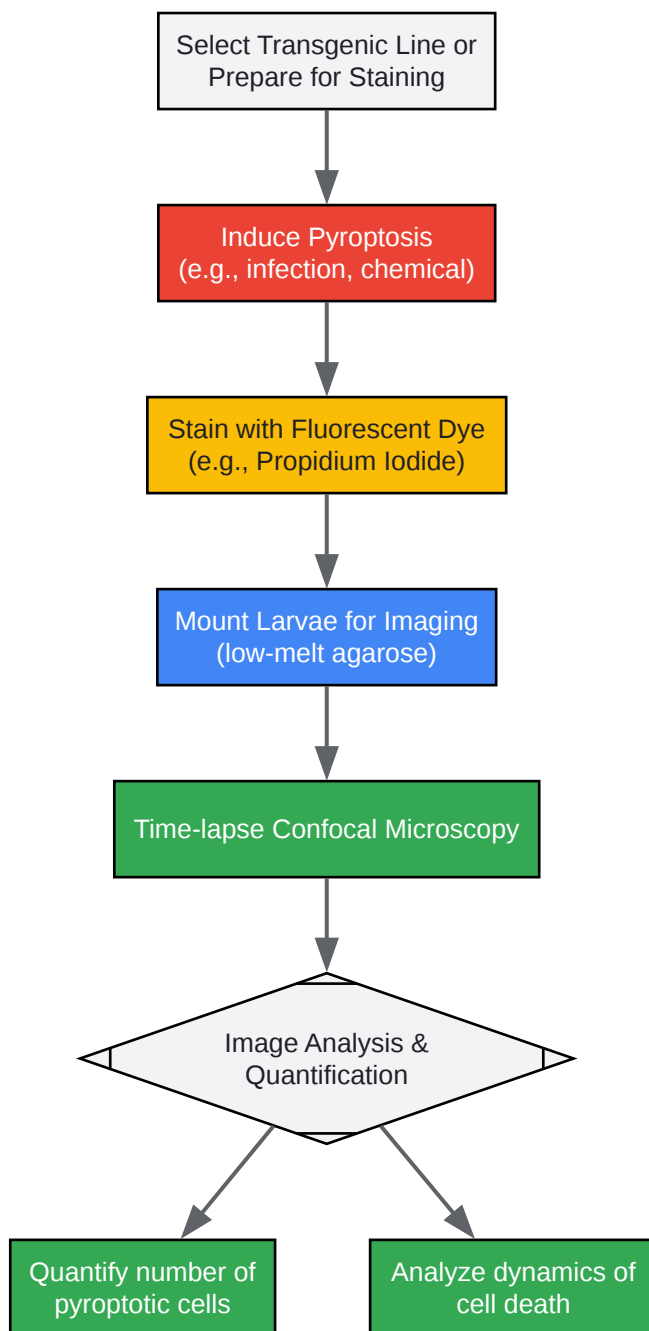 Select Transgenic Line or
Prepare for Staining
Induce Pyroptosis
(e.g., infection, chemical)
Stain with Fluorescent Dye
(e.g., Propidium Iodide)
Mount Larvae for Imaging
(low-melt agarose)
Time-lapse Confocal Microscopy
Image Analysis &
Quantification
Quantify number of
pyroptotic cells
Analyze dynamics of
cell death